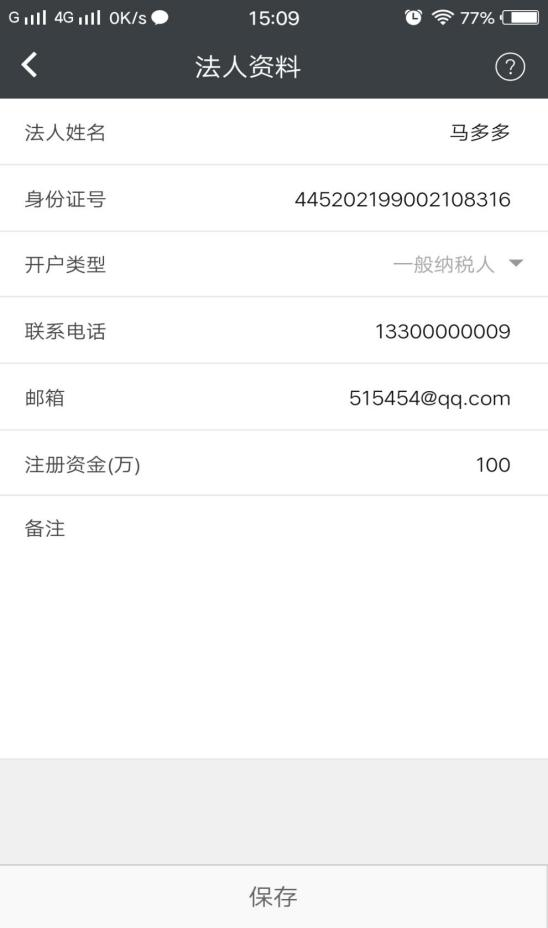 G 4G 0K/s 15:09 77%
法人资料 ?
法人姓名 马多多
身份证号 445202199002108316
开户类型 一般纳税人
联系电话 13300000009
邮箱 515454@qq.com
注册资金(万) 100
备注
保存